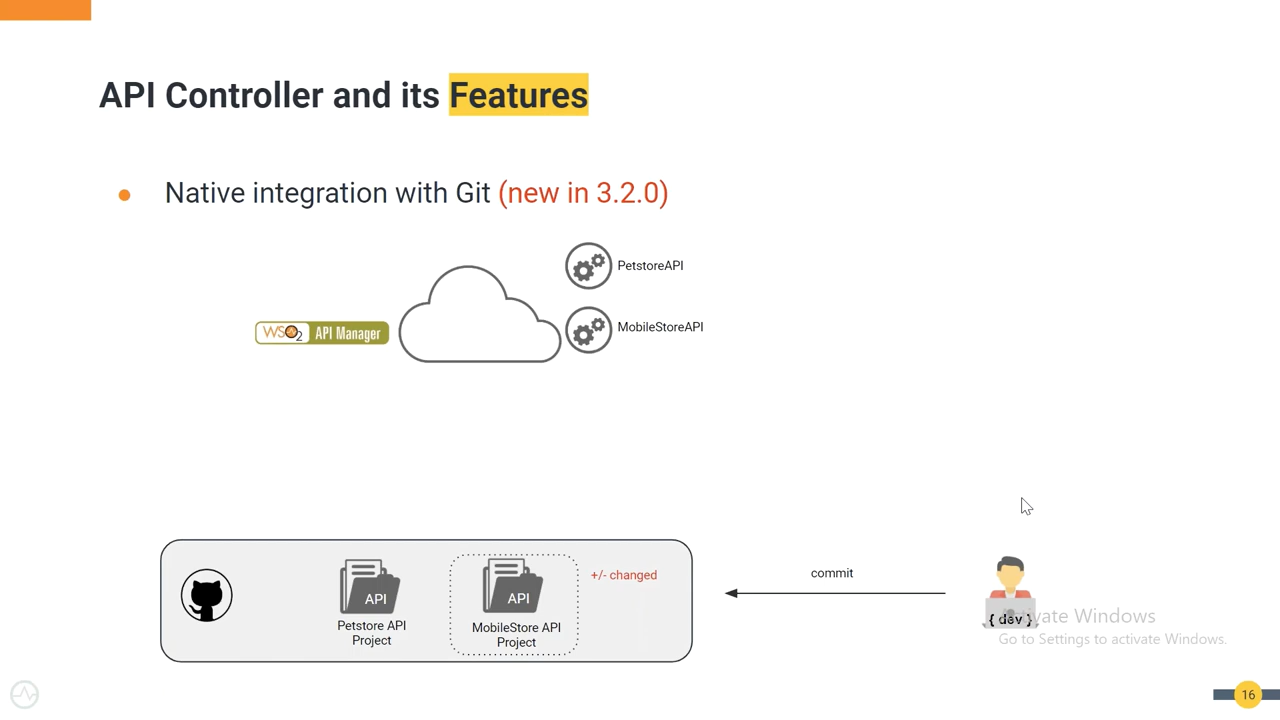 API Controller and its Features
Native integration with Git (new in 3.2.0)
PetstoreAPI
WSO2 API Manager
MobileStoreAPI
commit
+/- changed
API
API
Petstore API
Project
MobileStore API
Project
{ dev }
Activate Windows
Go to Settings to activate Windows.
16